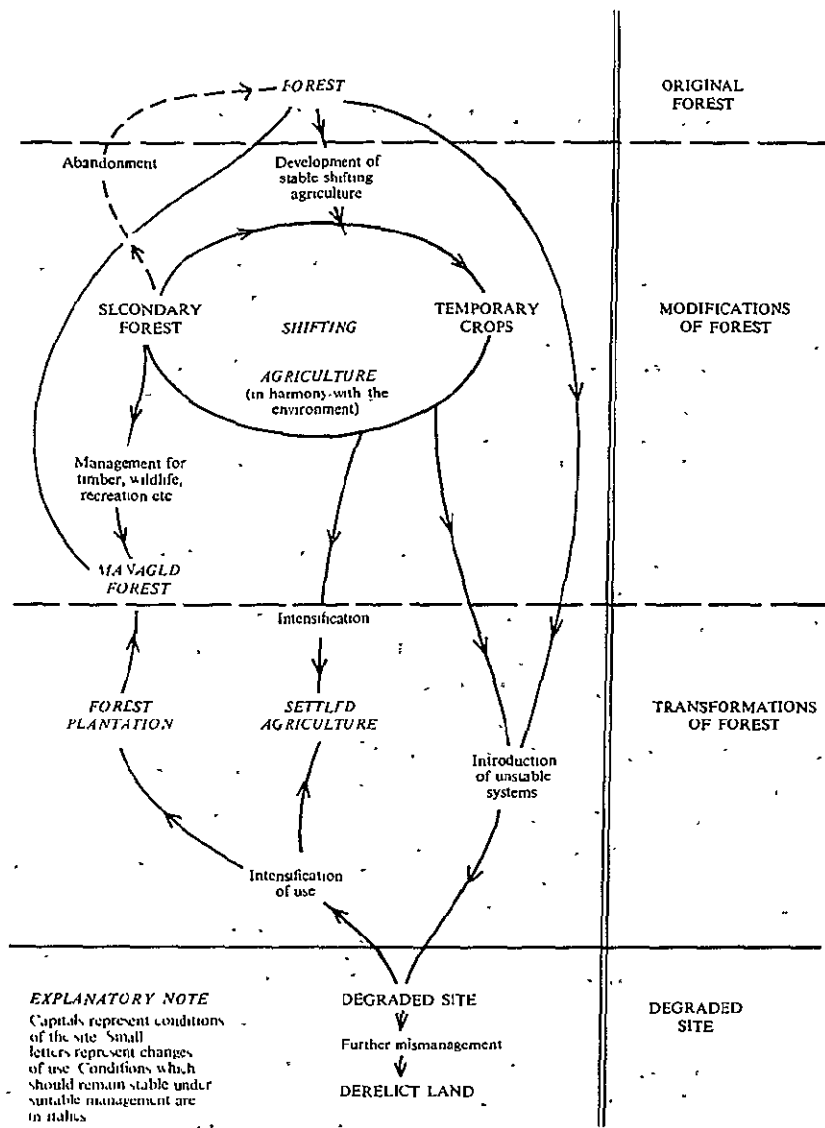 FOREST
ORIGINAL
FOREST
Abandonment
Development of
stable shifting
agriculture
SECONDARY
FOREST
SHIFTING
TEMPORARY
CROPS
MODIFICATIONS
OF FOREST
AGRICULTURE
(in harmony with the
environment)
Management for
timber, wildlife,
recreation etc
MANAGED
FOREST
Intensification
FOREST
PLANTATION
SETTLED
AGRICULTURE
TRANSFORMATIONS
OF FOREST
Introduction
of unstable
systems
Intensification
of use
DEGRADED SITE
DEGRADED
SITE
Further mismanagement
DERELICT LAND
EXPLANATORY NOTE
Capitals represent conditions
of the site Small
letters represent changes
of use Conditions which
should remain stable under
suitable management are
in italics